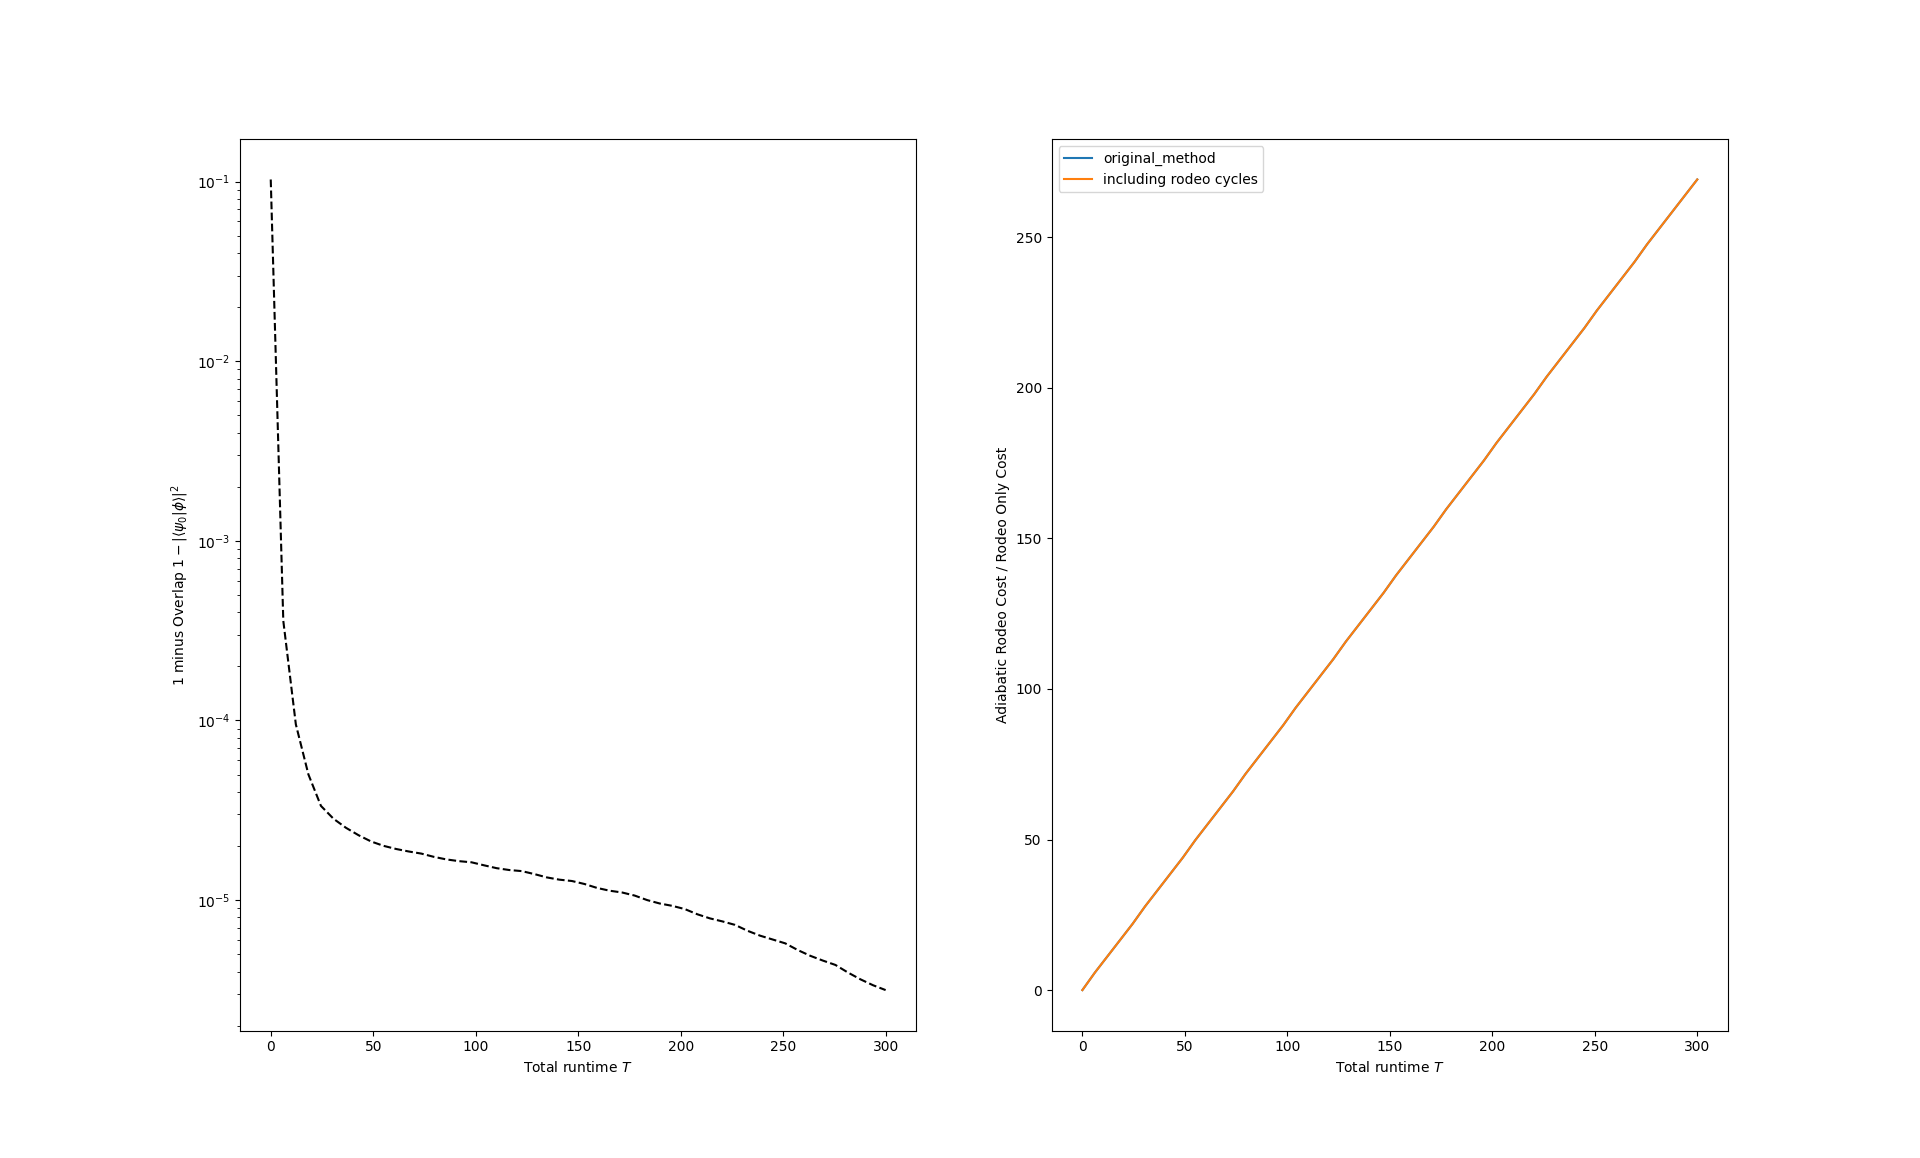 1 minus Overlap 1 − |⟨ψ₀|ϕ⟩|²
10⁻¹
10⁻²
10⁻³
10⁻⁴
10⁻⁵
0 50 100 150 200 250 300
Total runtime T
original_method
including rodeo cycles
Adiabatic Rodeo Cost / Rodeo Only Cost
250
200
150
100
50
0
0 50 100 150 200 250 300
Total runtime T